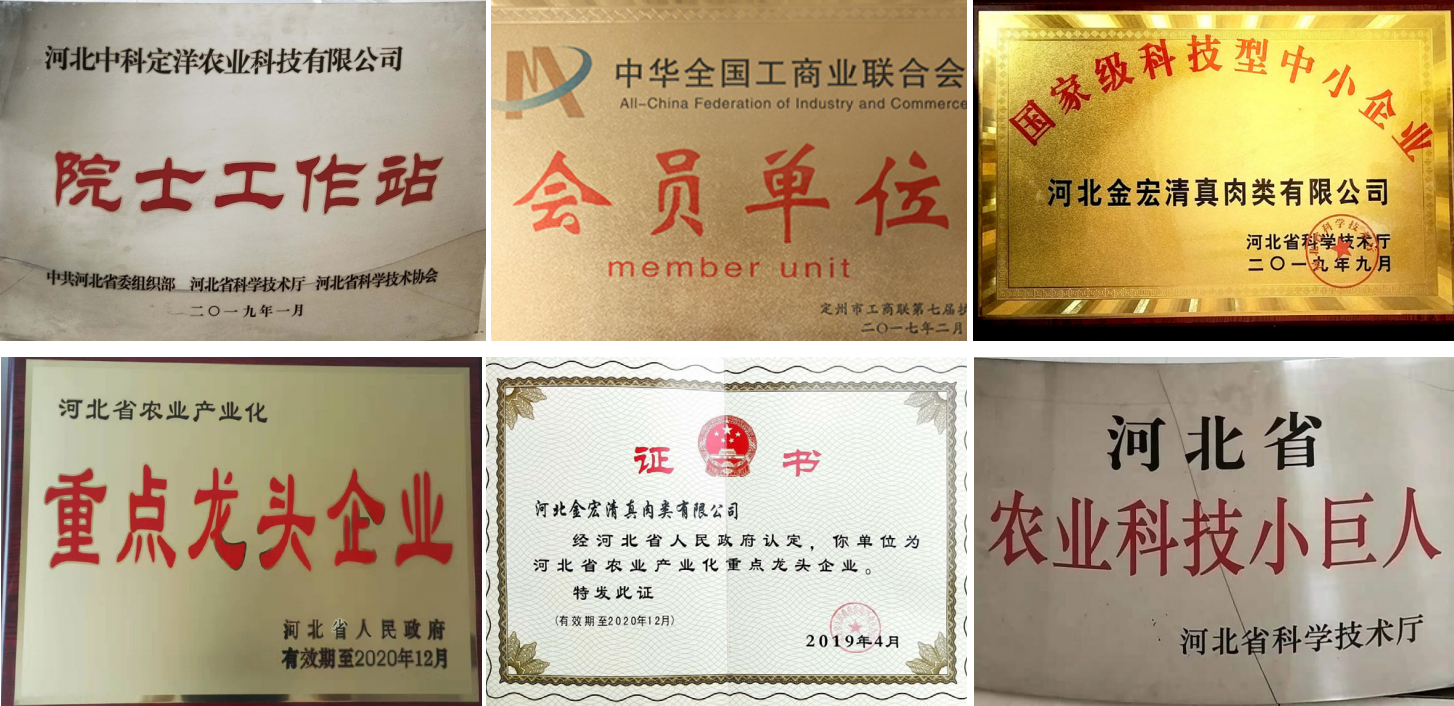 河北中科定洋农业科技有限公司
院士工作站
中共河北省委组织部 河北省科学技术厅 河北省科学技术协会
二〇一九年一月
中华全国工商业联合会
All-China Federation of Industry and Commerce
会员单位
member unit
定州市工商联第七届执
二〇一七年二月
国家级科技型中小企业
河北金宏清真肉类有限公司
河北省科学技术厅
二〇一九年九月
河北省农业产业化
重点龙头企业
河北省人民政府
有效期至2020年12月
证书
河北金宏清真肉类有限公司
经河北省人民政府认定，你单位为
河北省农业产业化重点龙头企业。
特发此证
(有效期至2020年12月)
2019年4月
河北省
农业科技小巨人
河北省科学技术厅